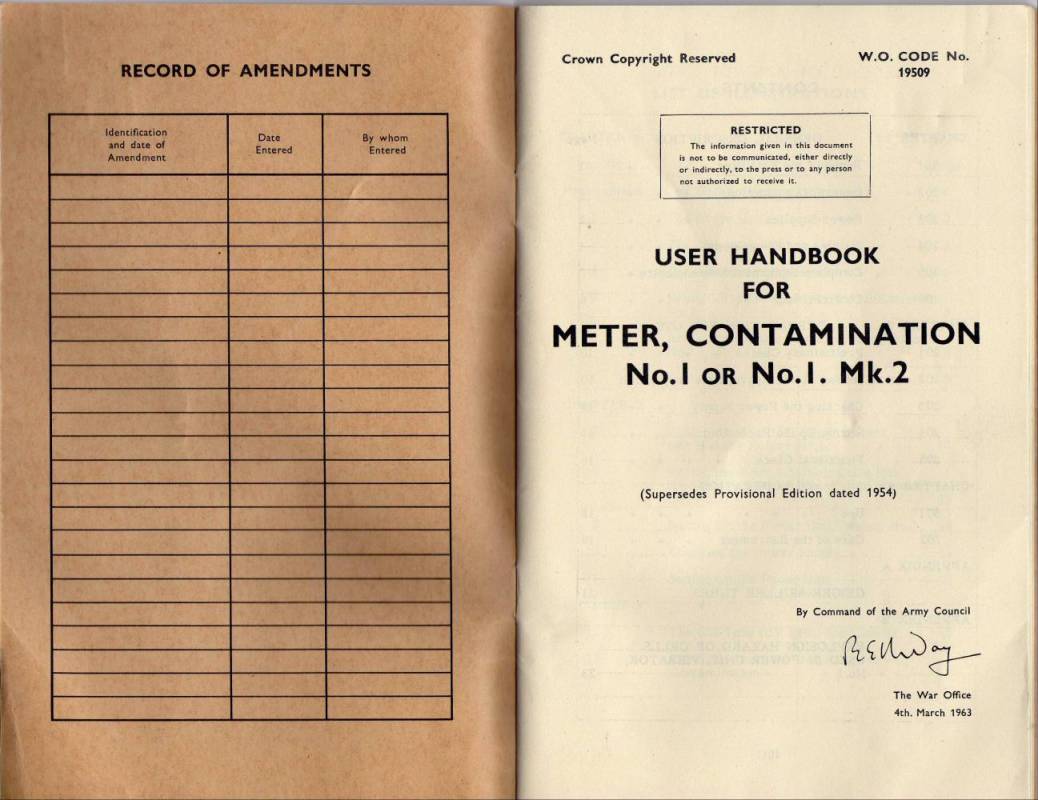 RECORD OF AMENDMENTS
Identification
and date of
Amendment
Date
Entered
By whom
Entered
Crown Copyright Reserved
W.O. CODE No.
19509
RESTRICTED
The information given in this document
is not to be communicated, either directly
or indirectly, to the press or to any person
not authorized to receive it.
USER HANDBOOK
FOR
METER, CONTAMINATION
No.1 OR No.1. Mk.2
(Supersedes Provisional Edition dated 1954)
By Command of the Army Council
The War Office
4th. March 1963